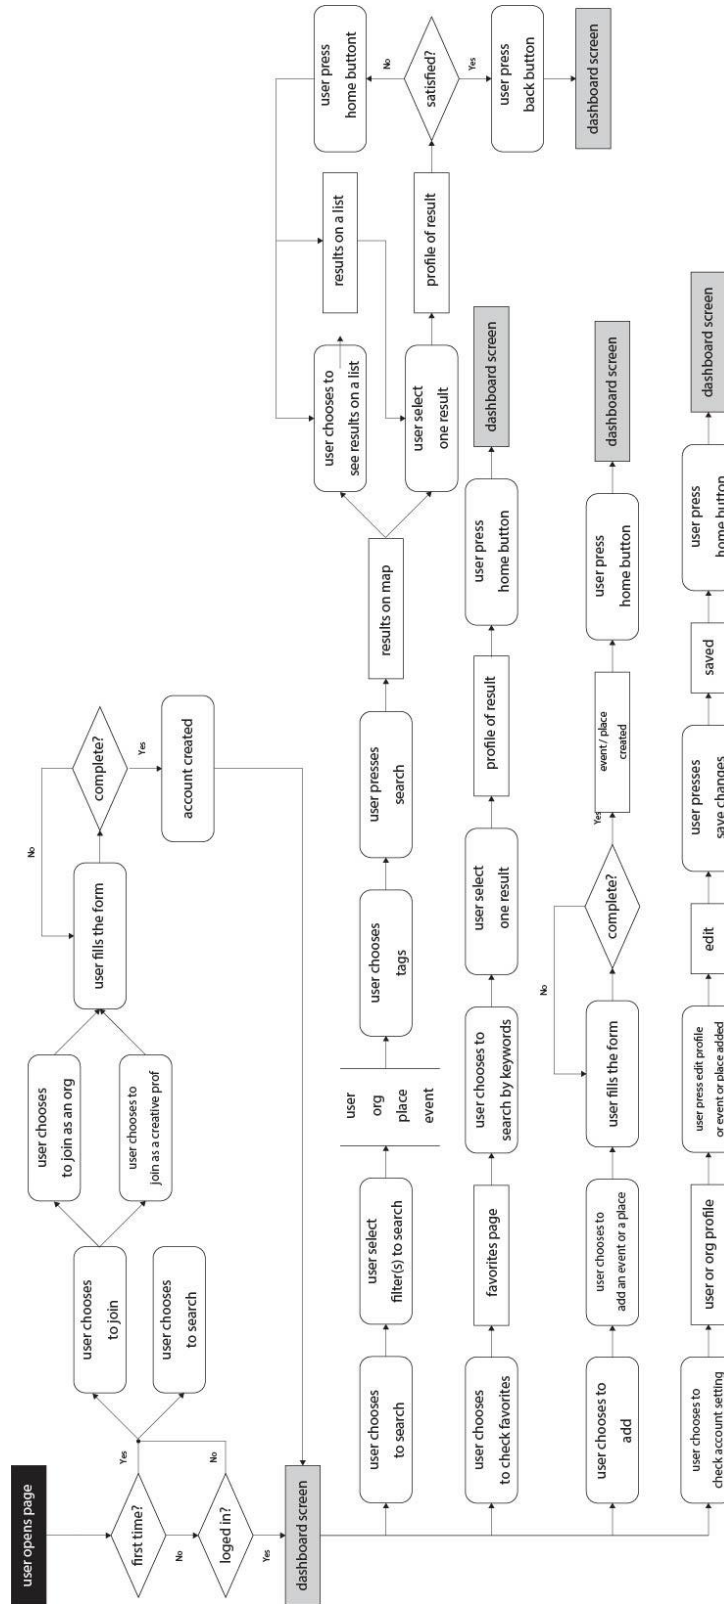 user opens page
first time?
Yes
No
loged in?
No
Yes
dashboard screen
user chooses
to join
user chooses
to search
user chooses
to join as an org
user chooses to
join as a creative prof
user fills the form
No
complete?
Yes
account created
user chooses
to search
user select
filter(s) to search
user
org
place
event
user chooses
tags
user presses
search
results on map
user chooses to
see results on a list
results on a list
user select
one result
profile of result
satisfied?
No
user press
home buttont
Yes
user press
back button
dashboard screen
user chooses
to check favorites
favorites page
user chooses to
search by keywords
user select
one result
profile of result
user press
home button
dashboard screen
user chooses to
add
user chooses to
add an event or a place
user fills the form
No
complete?
Yes
event / place
created
user press
home button
dashboard screen
user chooses to
check account setting
user or org profile
user press edit profile
or event or place added
edit
user presses
save changes
saved
user press
home button
dashboard screen